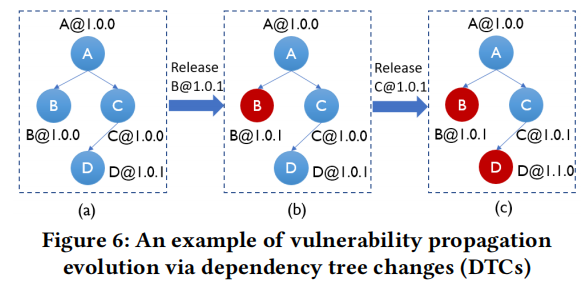 A@1.0.0
A
B
C
B@1.0.0
C@1.0.0
D
D@1.0.1
(a)
Release
B@1.0.1
A@1.0.0
A
B
C
B@1.0.1
C@1.0.0
D
D@1.0.1
(b)
Release
C@1.0.1
A@1.0.0
A
B
C
B@1.0.1
C@1.0.1
D
D@1.1.0
(c)
Figure 6: An example of vulnerability propagation
evolution via dependency tree changes (DTCs)